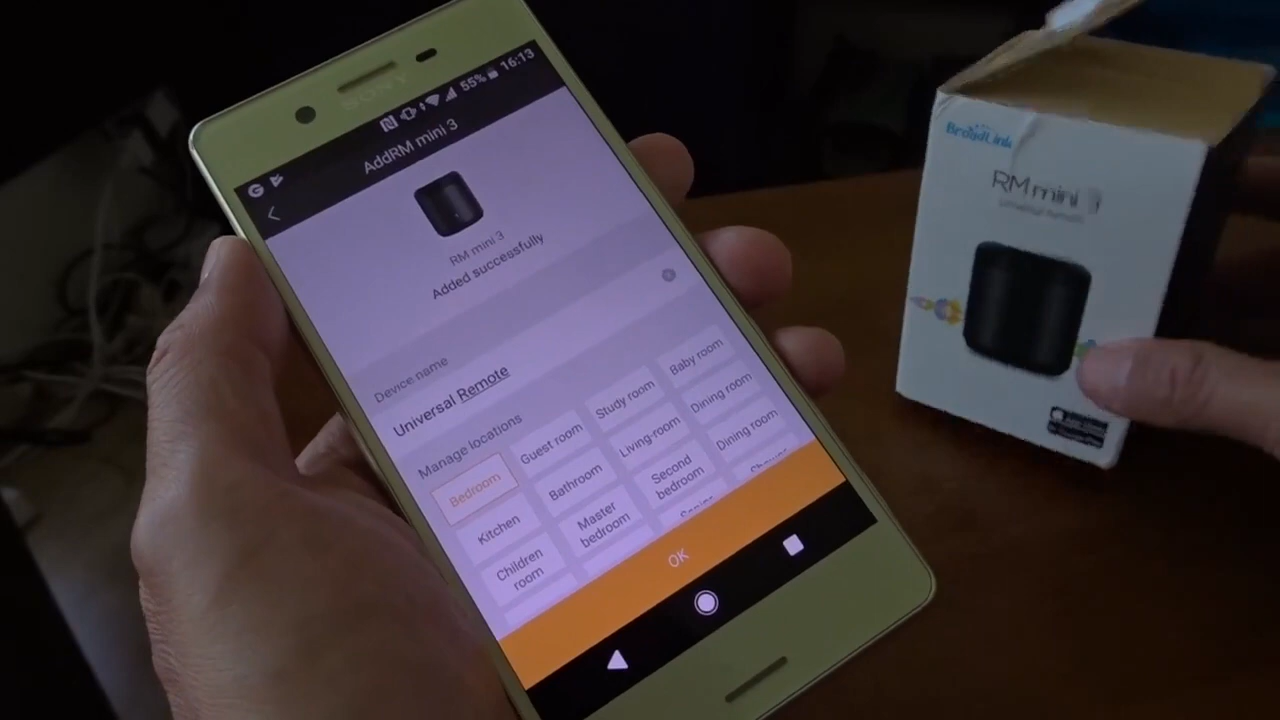 SONY
55% 16:13
AddRM mini 3
RM mini 3
Added successfully
Device name
Universal Remote
Manage locations
Bedroom
Guest room
Study room
Baby room
Kitchen
Bathroom
Living-room
Dining room
Children room
Master bedroom
Second bedroom
Dining room
OK
BroadLink
RM mini 3